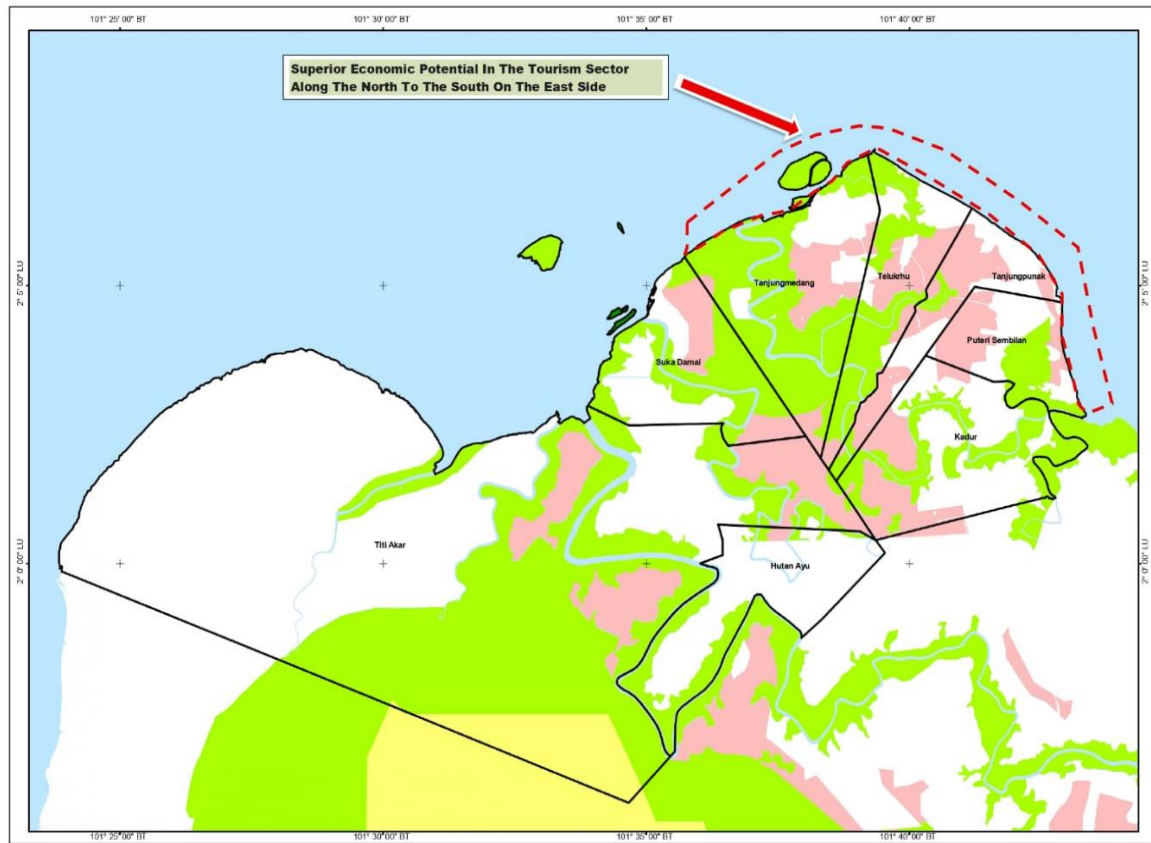 101° 25' 00" BT
101° 30' 00" BT
101° 35' 00" BT
101° 40' 00" BT
Superior Economic Potential In The Tourism Sector
Along The North To The South On The East Side
2° 5' 00" LU
2° 5' 00" LU
Tanjungmedang
Telukrhu
Tanjungpunak
Puteri Sembilan
Suka Damai
Kadur
Titi Akar
Hutan Ayu
2° 0' 00" LU
2° 0' 00" LU
101° 25' 00" BT
101° 30' 00" BT
101° 35' 00" BT
101° 40' 00" BT